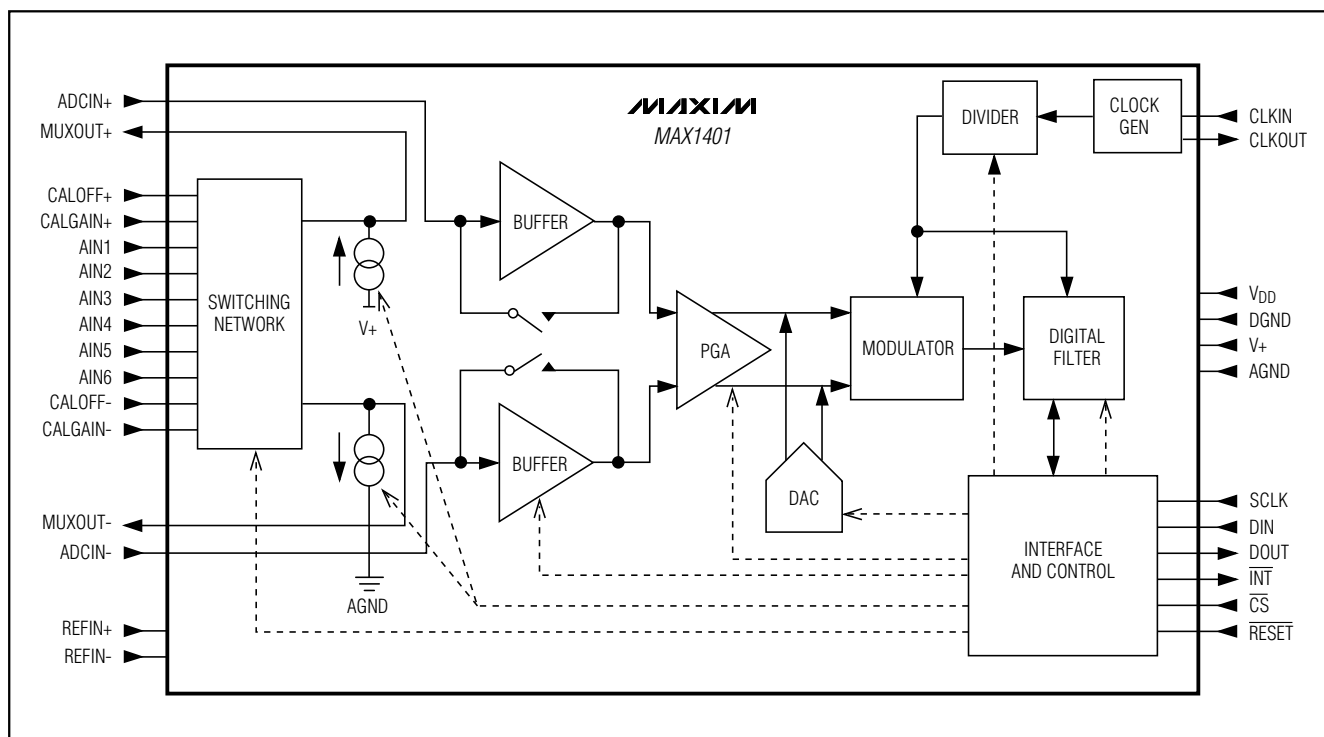 MAXIM
MAX1401
ADCIN+
MUXOUT+
CALOFF+
CALGAIN+
AIN1
AIN2
AIN3
AIN4
AIN5
AIN6
CALOFF-
CALGAIN-
MUXOUT-
ADCIN-
REFIN+
REFIN-
SWITCHING
NETWORK
V+
AGND
BUFFER
BUFFER
PGA
DAC
MODULATOR
DIVIDER
CLOCK
GEN
DIGITAL
FILTER
INTERFACE
AND CONTROL
CLKIN
CLKOUT
VDD
DGND
V+
AGND
SCLK
DIN
DOUT
INT
CS
RESET